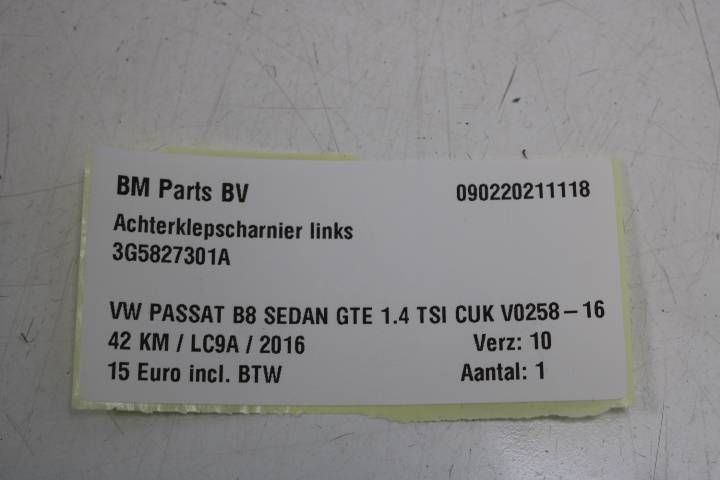 BM Parts BV 090220211118
Achterklepscharnier links
3G5827301A
VW PASSAT B8 SEDAN GTE 1.4 TSI CUK V0258-16
42 KM / LC9A / 2016 Verz: 10
15 Euro incl. BTW Aantal: 1